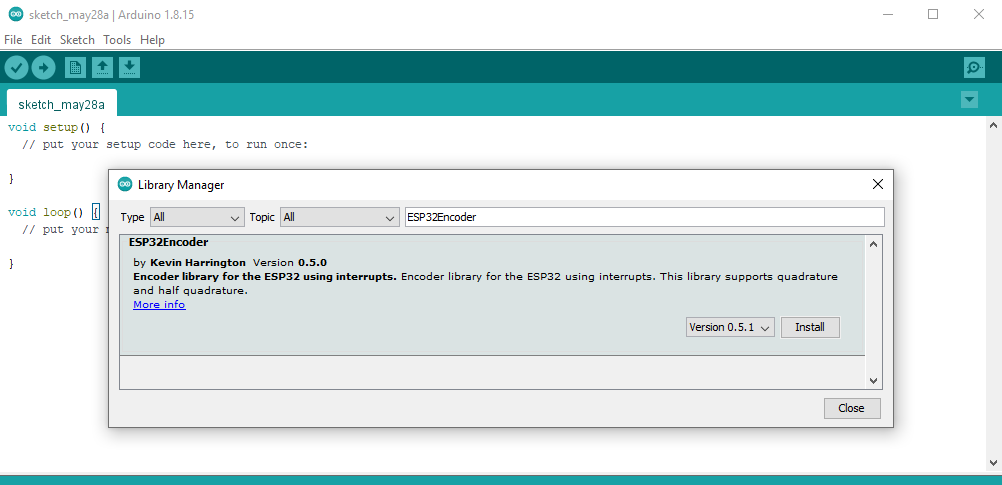 sketch_may28a | Arduino 1.8.15
File Edit Sketch Tools Help
sketch_may28a
void setup() {
// put your setup code here, to run once:
}
void loop() {
// put your
}
Library Manager
Type All Topic All ESP32Encoder
ESP32Encoder
by Kevin Harrington Version 0.5.0
Encoder library for the ESP32 using interrupts. Encoder library for the ESP32 using interrupts. This library supports quadrature
and half quadrature.
More info
Version 0.5.1 Install
Close